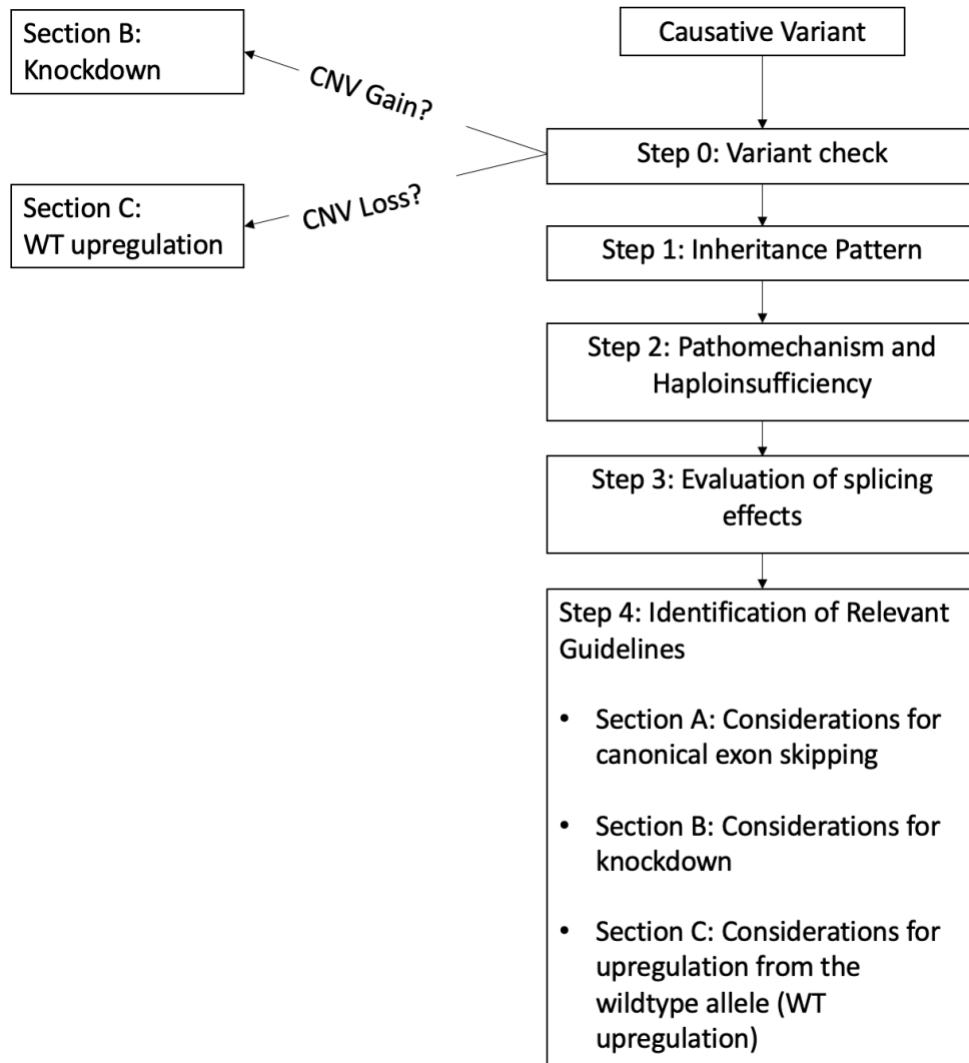 Section B:
Knockdown
Causative Variant
CNV Gain?
Step 0: Variant check
Section C:
WT upregulation
CNV Loss?
Step 1: Inheritance Pattern
Step 2: Pathomechanism and
Haploinsufficiency
Step 3: Evaluation of splicing
effects
Step 4: Identification of Relevant
Guidelines
• Section A: Considerations for
canonical exon skipping
• Section B: Considerations for
knockdown
• Section C: Considerations for
upregulation from the
wildtype allele (WT
upregulation)